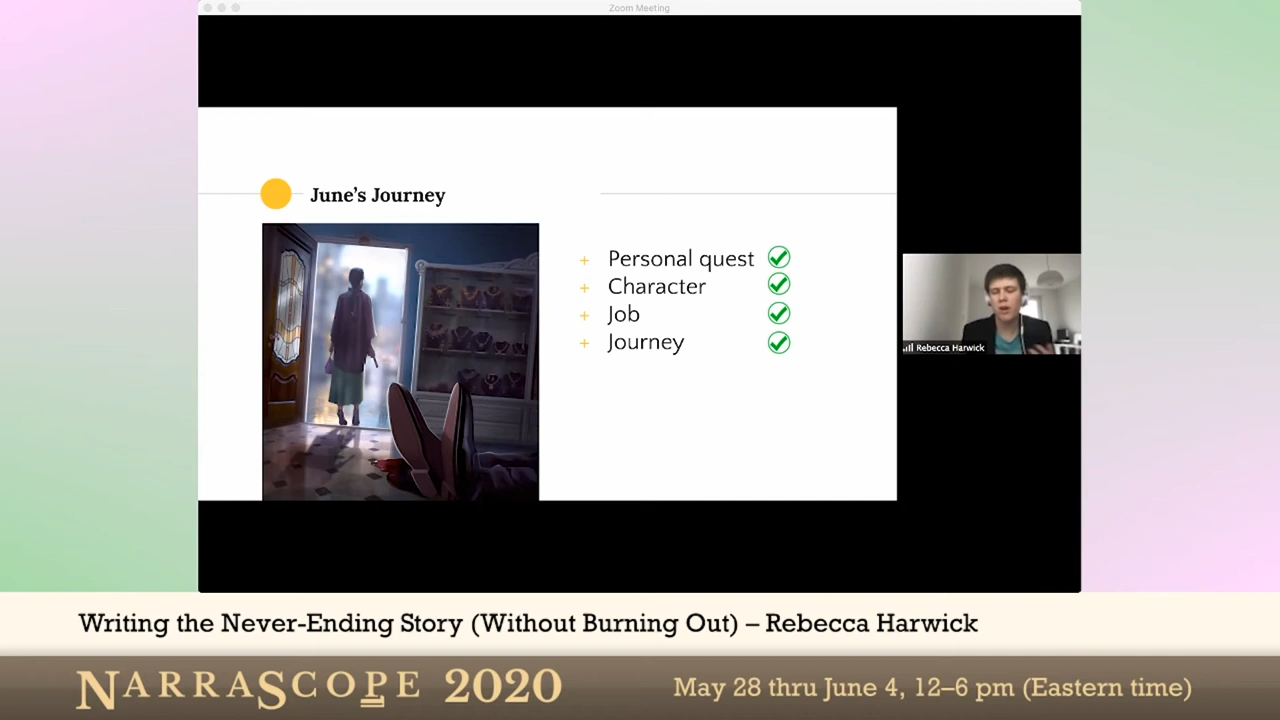 Zoom Meeting
June's Journey
+ Personal quest
+ Character
+ Job
+ Journey
Rebecca Harwick
Writing the Never-Ending Story (Without Burning Out) – Rebecca Harwick
NARRASCOPE 2020
May 28 thru June 4, 12–6 pm (Eastern time)